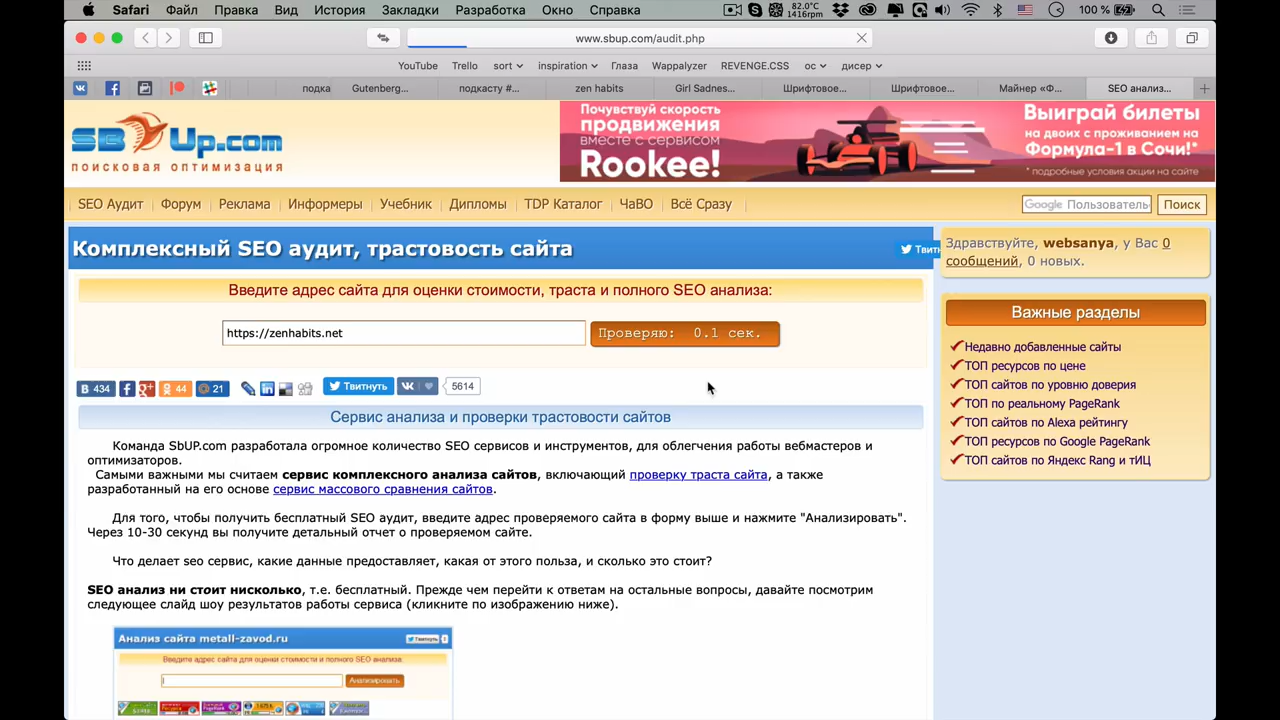 Safari Файл Правка Вид История Закладки Разработка Окно Справка 82.0°C 1416rpm 100 %
www.sbup.com/audit.php
YouTube Trello sort inspiration Глаза Wappalyzer REVENGE.CSS ос дисер
подка Gutenberg... подкасту #... zen habits Girl Sadnes... Шрифтовое... Шрифтовое... Майнер «Ф... SEO анализ...
SBUp.com
поисковая оптимизация
Почувствуй скорость
продвижения
вместе с сервисом
Rookee!
Выиграй билеты
на двоих с проживанием на
Формула-1 в Сочи!*
* подробные условия акции на сайте
SEO Аудит Форум Реклама Информеры Учебник Дипломы TDP Каталог ЧаВО Всё Сразу Google Пользователь Поиск
Комплексный SEO аудит, трастовость сайта Твит
Введите адрес сайта для оценки стоимости, траста и полного SEO анализа:
https://zenhabits.net Проверяю: 0.1 сек.
434 44 21 Твитнуть 5614
Сервис анализа и проверки трастовости сайтов
Команда SbUP.com разработала огромное количество SEO сервисов и инструментов, для облегчения работы вебмастеров и
оптимизаторов.
Самыми важными мы считаем сервис комплексного анализа сайтов, включающий проверку траста сайта, а также
разработанный на его основе сервис массового сравнения сайтов.
Для того, чтобы получить бесплатный SEO аудит, введите адрес проверяемого сайта в форму выше и нажмите "Анализировать".
Через 10-30 секунд вы получите детальный отчет о проверяемом сайте.
Что делает seo сервис, какие данные предоставляет, какая от этого польза, и сколько это стоит?
SEO анализ ни стоит нисколько, т.е. бесплатный. Прежде чем перейти к ответам на остальные вопросы, давайте посмотрим
следующее слайд шоу результатов работы сервиса (кликните по изображению ниже).
Анализ сайта metall-zavod.ru Твитнуть
Введите адрес сайта для оценки стоимости и полного SEO анализа
Анализировать
Здравствуйте, websanya, у Вас 0
сообщений, 0 новых.
Важные разделы
Недавно добавленные сайты
ТОП ресурсов по цене
ТОП сайтов по уровню доверия
ТОП по реальному PageRank
ТОП сайтов по Alexa рейтингу
ТОП ресурсов по Google PageRank
ТОП сайтов по Яндекс Rang и тИЦ